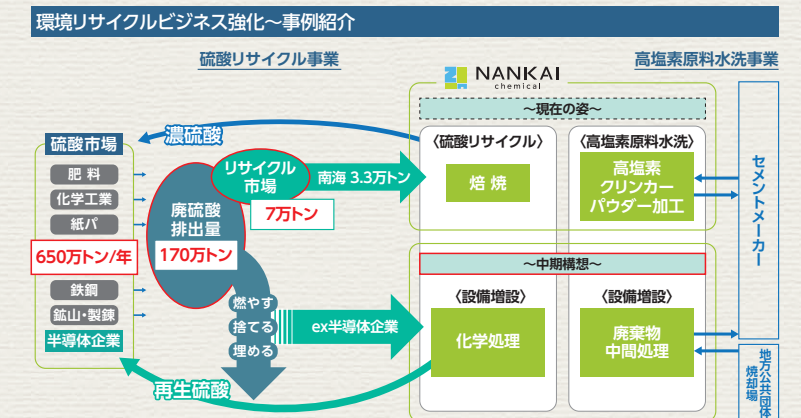 環境リサイクルビジネス強化～事例紹介
硫酸リサイクル事業
高塩素原料水洗事業
NANKAI
chemical
～現在の姿～
硫酸市場
肥 料
化学工業
紙パ
650万トン/年
鉄鋼
鉱山・製錬
半導体企業
濃硫酸
廃硫酸
排出量
170万トン
リサイクル
市場
7万トン
南海 3.3万トン
燃やす
捨てる
埋める
ex半導体企業
再生硫酸
〈硫酸リサイクル〉
焙 焼
〈高塩素原料水洗〉
高塩素
クリンカー
パウダー加工
～中期構想～
〈設備増設〉
化学処理
〈設備増設〉
廃棄物
中間処理
セメントメーカー
地方公共団体
焼却場